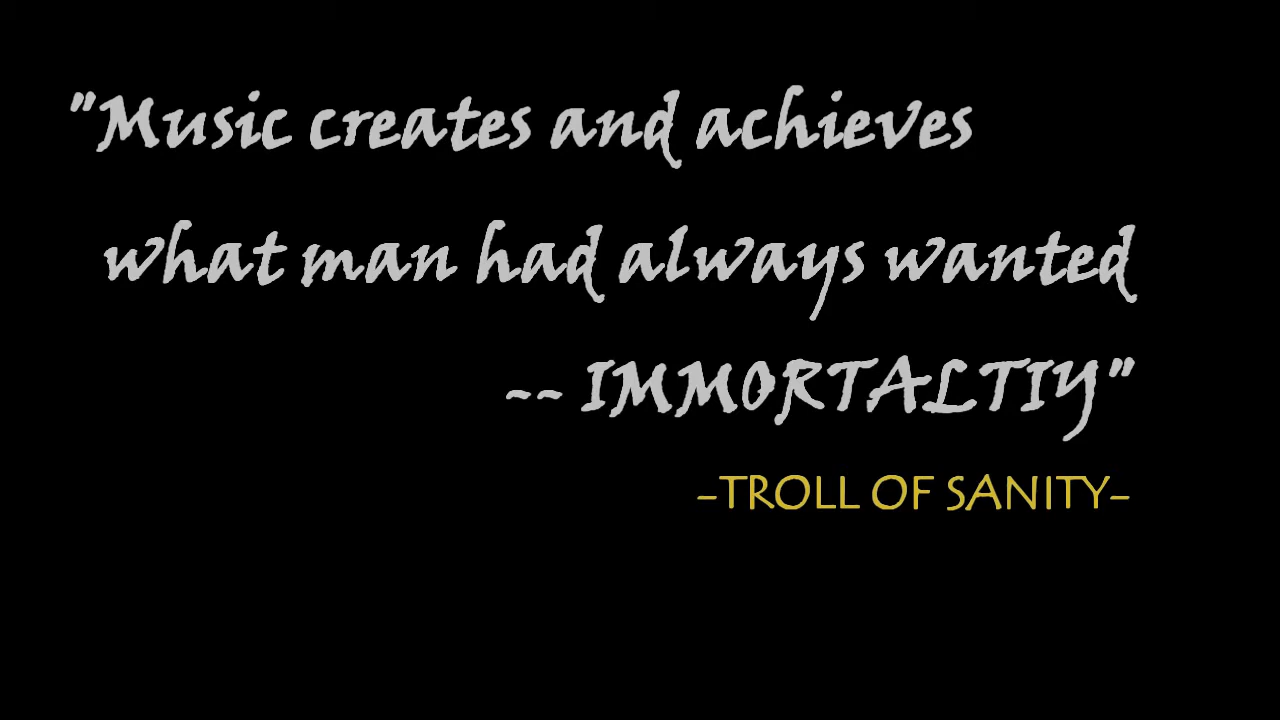 "Music creates and achieves
what man had always wanted
-- IMMORTALTIY"
-TROLL OF SANITY-